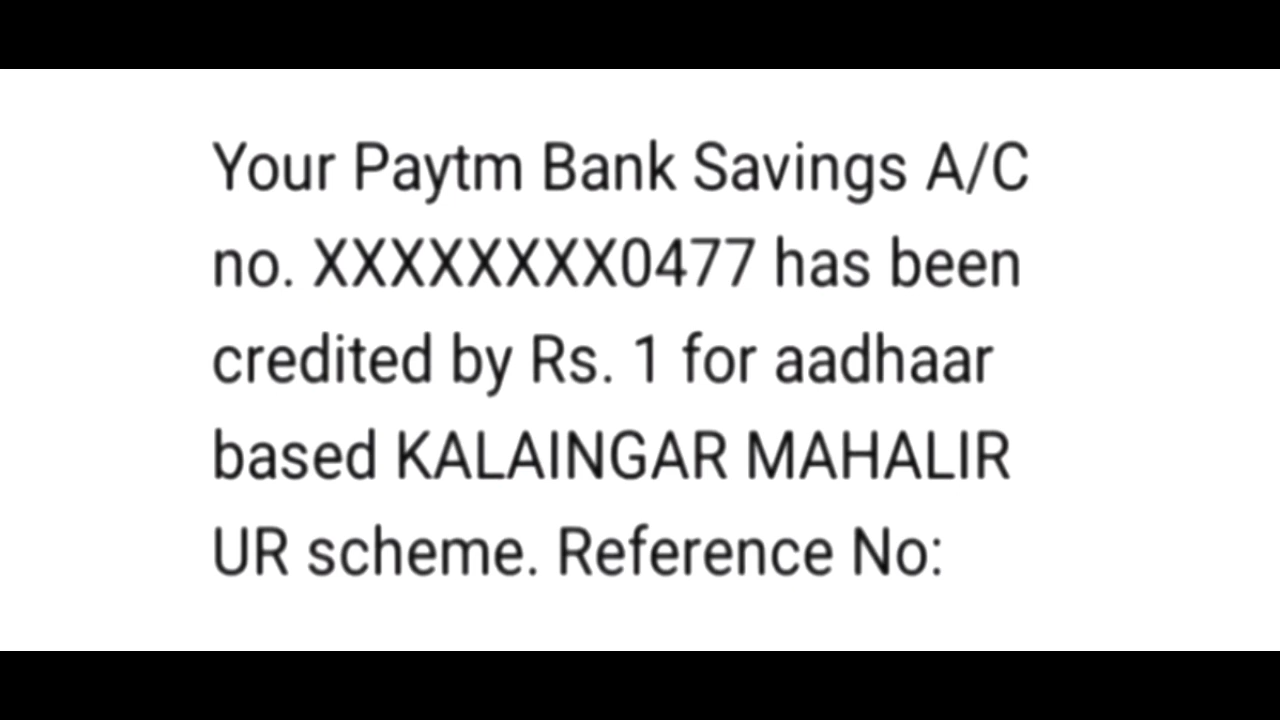 Your Paytm Bank Savings A/C
no. XXXXXXXX0477 has been
credited by Rs. 1 for aadhaar
based KALAINGAR MAHALIR
UR scheme. Reference No: